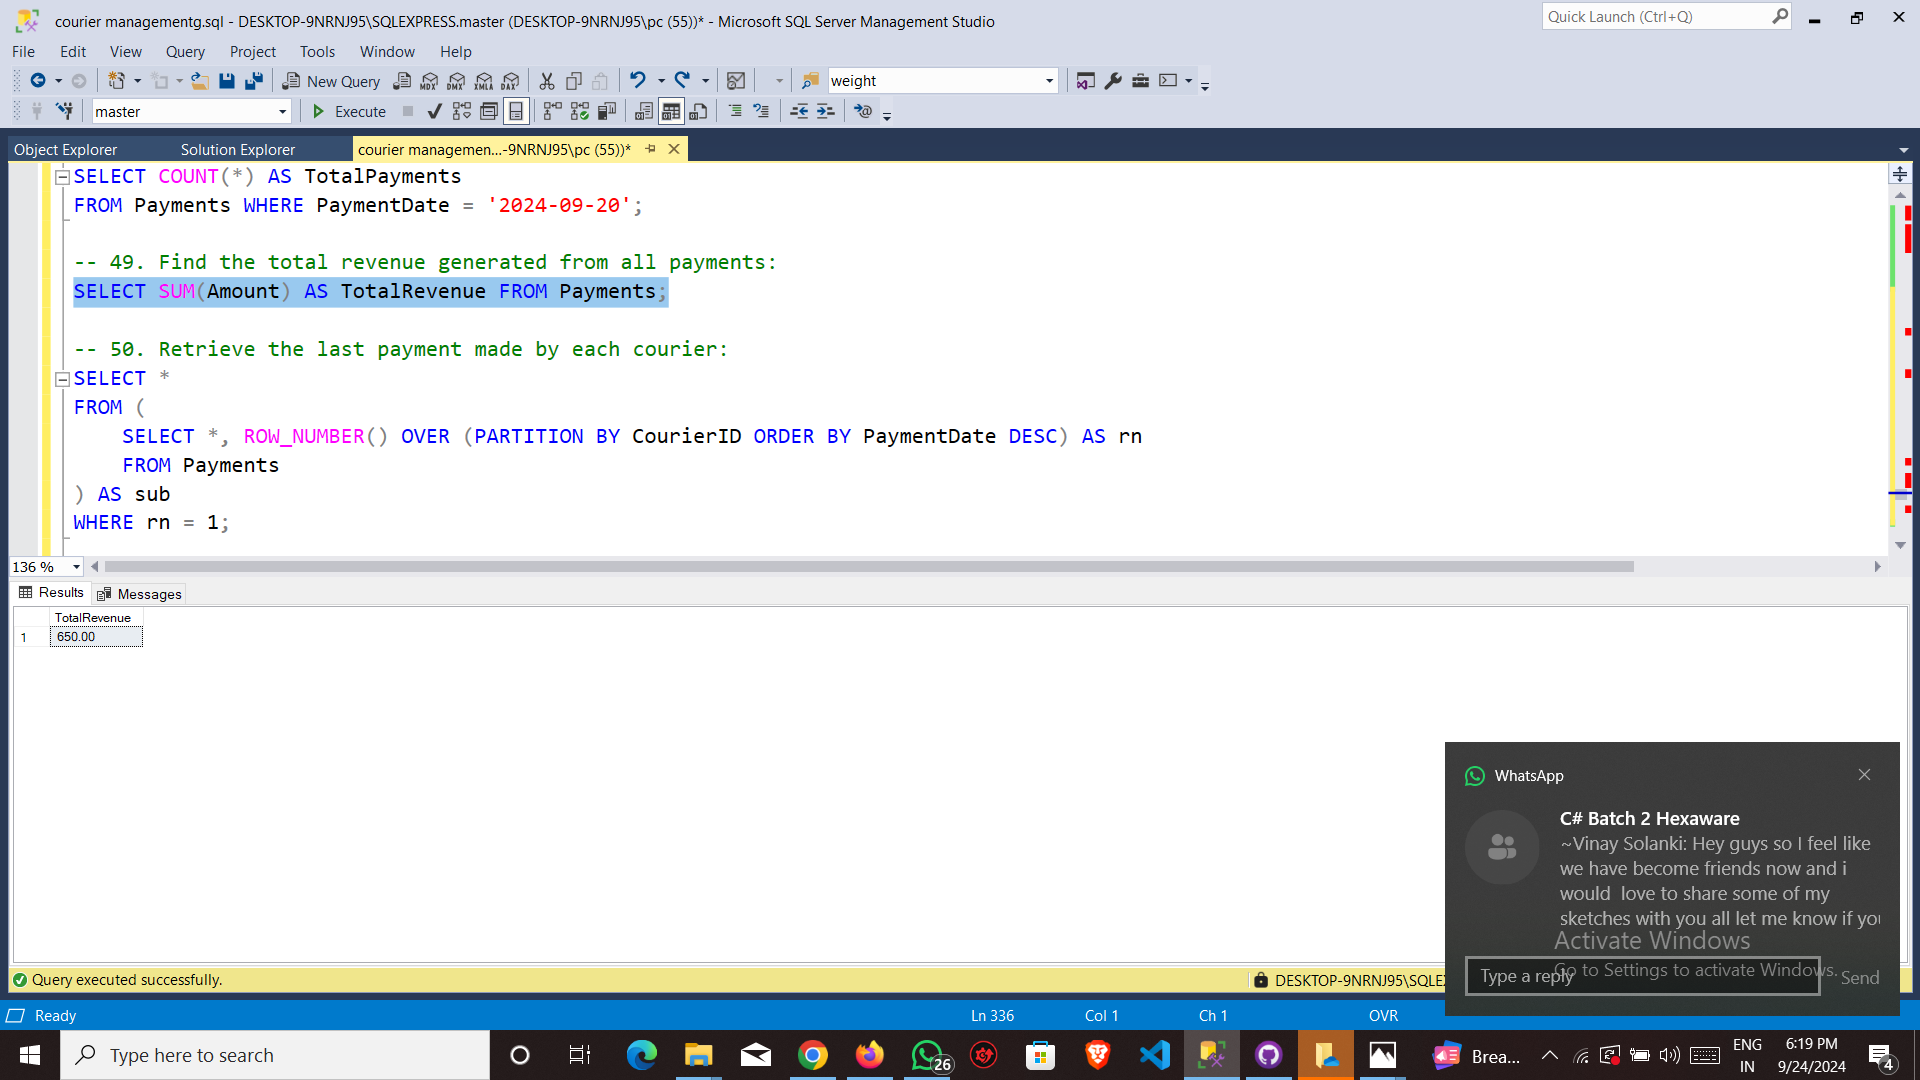 courier managementg.sql - DESKTOP-9NRNJ95\SQLEXPRESS.master (DESKTOP-9NRNJ95\pc (55))* - Microsoft SQL Server Management Studio
Quick Launch (Ctrl+Q)
File Edit View Query Project Tools Window Help
New Query
MDX DMX XMLA DAX
weight
master
Execute
Object Explorer
Solution Explorer
courier managemen...-9NRNJ95\pc (55))*
SELECT COUNT(*) AS TotalPayments
FROM Payments WHERE PaymentDate = '2024-09-20';
-- 49. Find the total revenue generated from all payments:
SELECT SUM(Amount) AS TotalRevenue FROM Payments;
-- 50. Retrieve the last payment made by each courier:
SELECT *
FROM (
SELECT *, ROW_NUMBER() OVER (PARTITION BY CourierID ORDER BY PaymentDate DESC) AS rn
FROM Payments
) AS sub
WHERE rn = 1;
136 %
Results
Messages
TotalRevenue
1 650.00
WhatsApp
C# Batch 2 Hexaware
~Vinay Solanki: Hey guys so I feel like
we have become friends now and i
would love to share some of my
sketches with you all let me know if you
Activate Windows
Go to Settings to activate Windows.
Type a reply
Send
Query executed successfully.
DESKTOP-9NRNJ95\SQLEX
Ready
Ln 336
Col 1
Ch 1
OVR
Type here to search
26
Brea...
ENG
IN
6:19 PM
9/24/2024
4